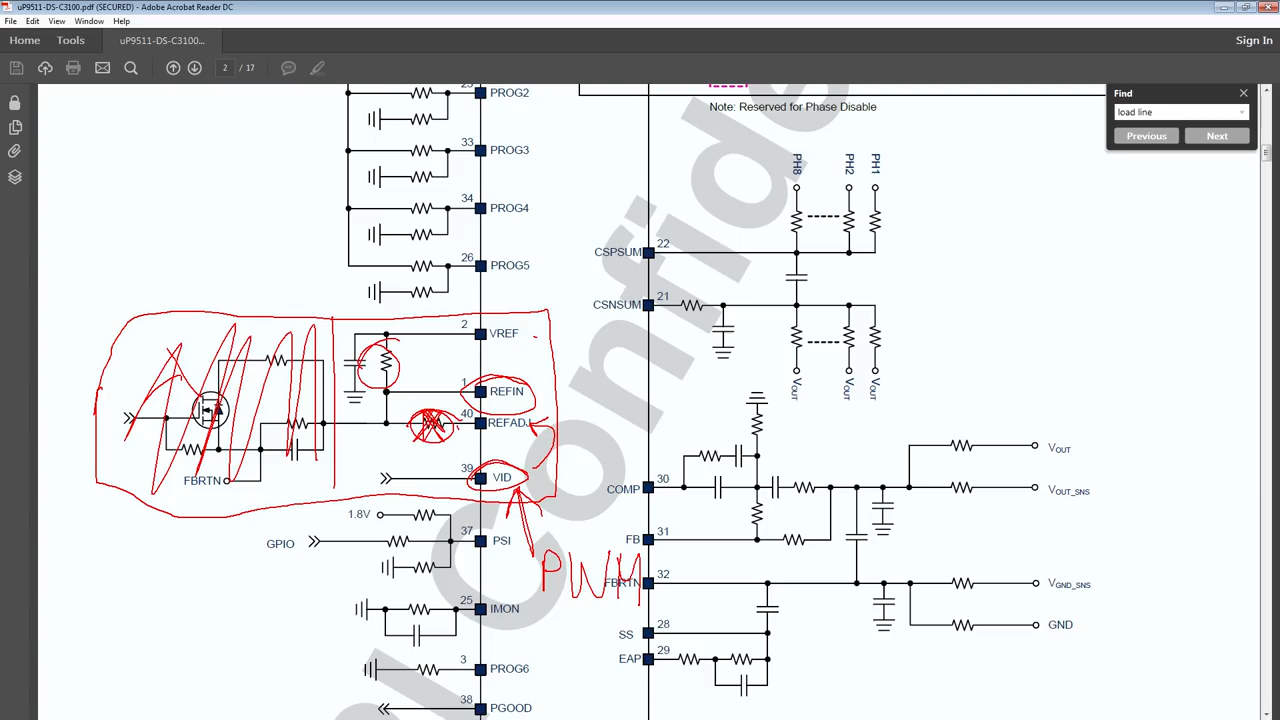 uP9511-DS-C3100.pdf (SECURED) - Adobe Acrobat Reader DC
File Edit View Window Help
Home Tools uP9511-DS-C3100... Sign In
2 / 17
Find
load line
Previous Next
Note: Reserved for Phase Disable
PROG2
33 PROG3
34 PROG4
26 PROG5
2 VREF
1 REFIN
40 REFADJ
39 VID
FBRTN
1.8V
37 PSI
GPIO
25 IMON
3 PROG6
38 PGOOD
PWM
PH8 PH2 PH1
CSPSUM 22
CSNSUM 21
VOUT VOUT VOUT
COMP 30
FB 31
FBRTN 32
SS 28
EAP 29
VOUT
VOUT_SNS
VGND_SNS
GND
Confide